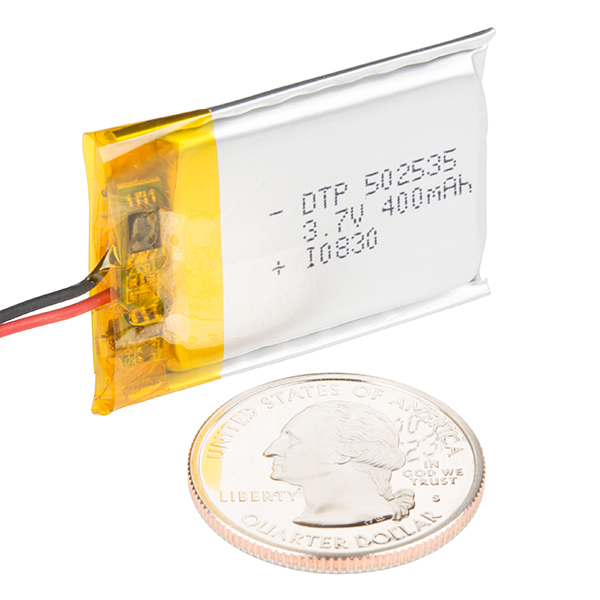 - DTP 502535
3.7V 400mAh
+ I0830
UNITED STATES OF AMERICA
LIBERTY
IN
GOD WE
TRUST
S
QUARTER DOLLAR